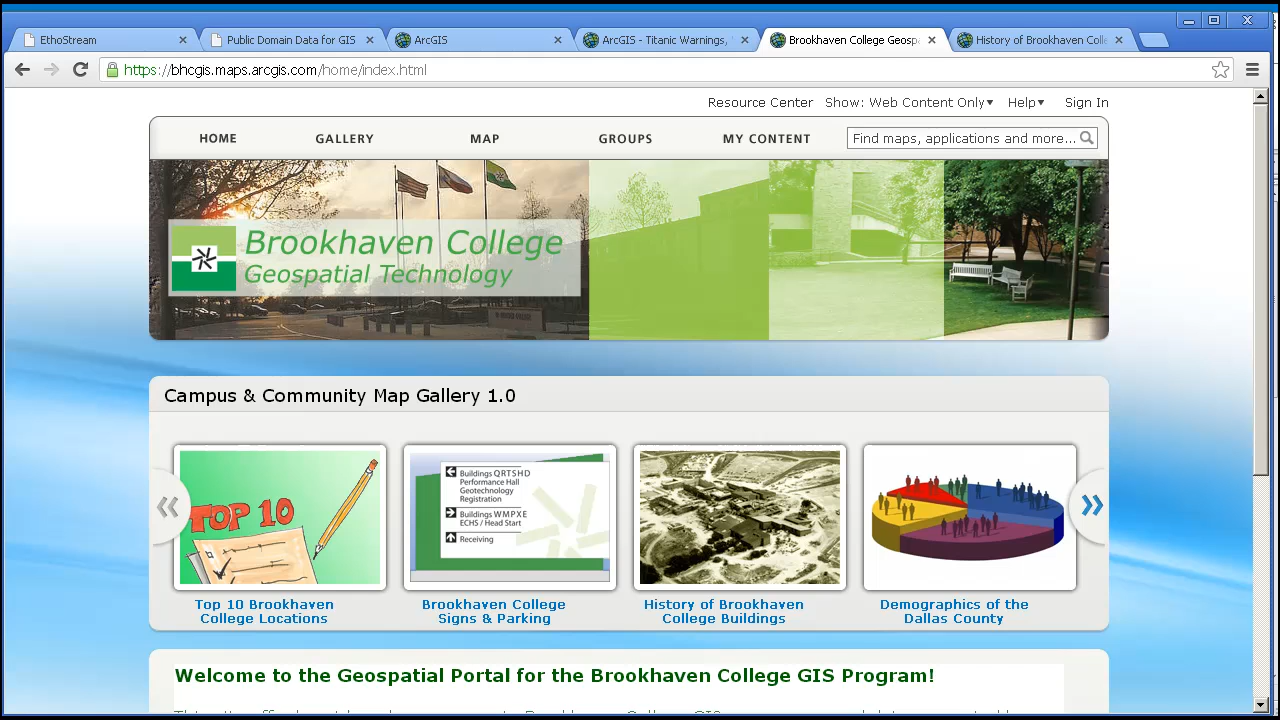 EthoStream
Public Domain Data for GIS
ArcGIS
ArcGIS - Titanic Warnings,
Brookhaven College Geosp
History of Brookhaven Colle
https://bhcgis.maps.arcgis.com/home/index.html
Resource Center Show: Web Content Only Help Sign In
HOME GALLERY MAP GROUPS MY CONTENT Find maps, applications and more...
Brookhaven College
Geospatial Technology
Campus & Community Map Gallery 1.0
TOP 10
Buildings QRTSHD
Performance Hall
Geotechnology
Registration
Buildings WMPXE
ECHS / Head Start
Receiving
Top 10 Brookhaven
College Locations
Brookhaven College
Signs & Parking
History of Brookhaven
College Buildings
Demographics of the
Dallas County
Welcome to the Geospatial Portal for the Brookhaven College GIS Program!